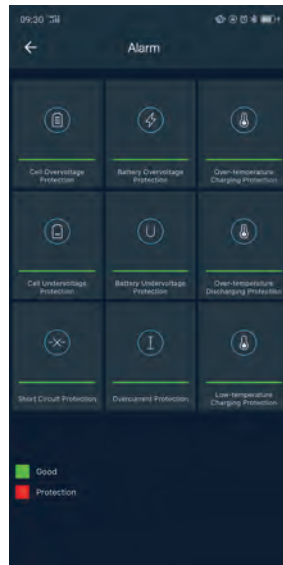 09:30
Alarm
Cell Overvoltage
Protection
Battery Overvoltage
Protection
Over-temperature
Charging Protection
Cell Undervoltage
Protection
Battery Undervoltage
Protection
Over-temperature
Discharging Protection
Short Circuit Protection
Overcurrent Protection
Low-temperature
Charging Protection
Good
Protection